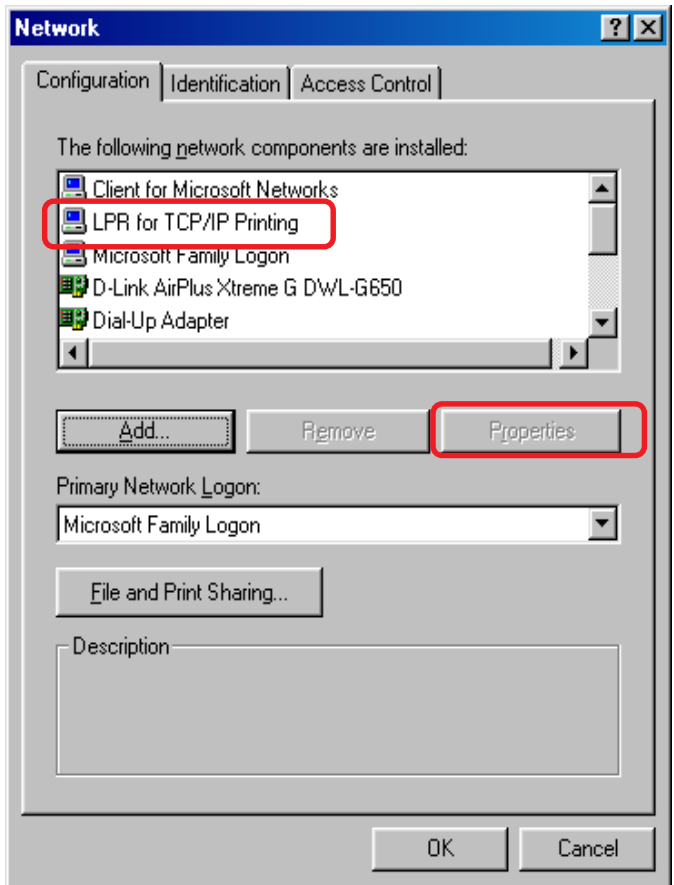 Network
Configuration Identification Access Control
The following network components are installed:
Client for Microsoft Networks
LPR for TCP/IP Printing
Microsoft Family Logon
D-Link AirPlus Xtreme G DWL-G650
Dial-Up Adapter
Add... Remove Properties
Primary Network Logon:
Microsoft Family Logon
File and Print Sharing...
Description
OK Cancel